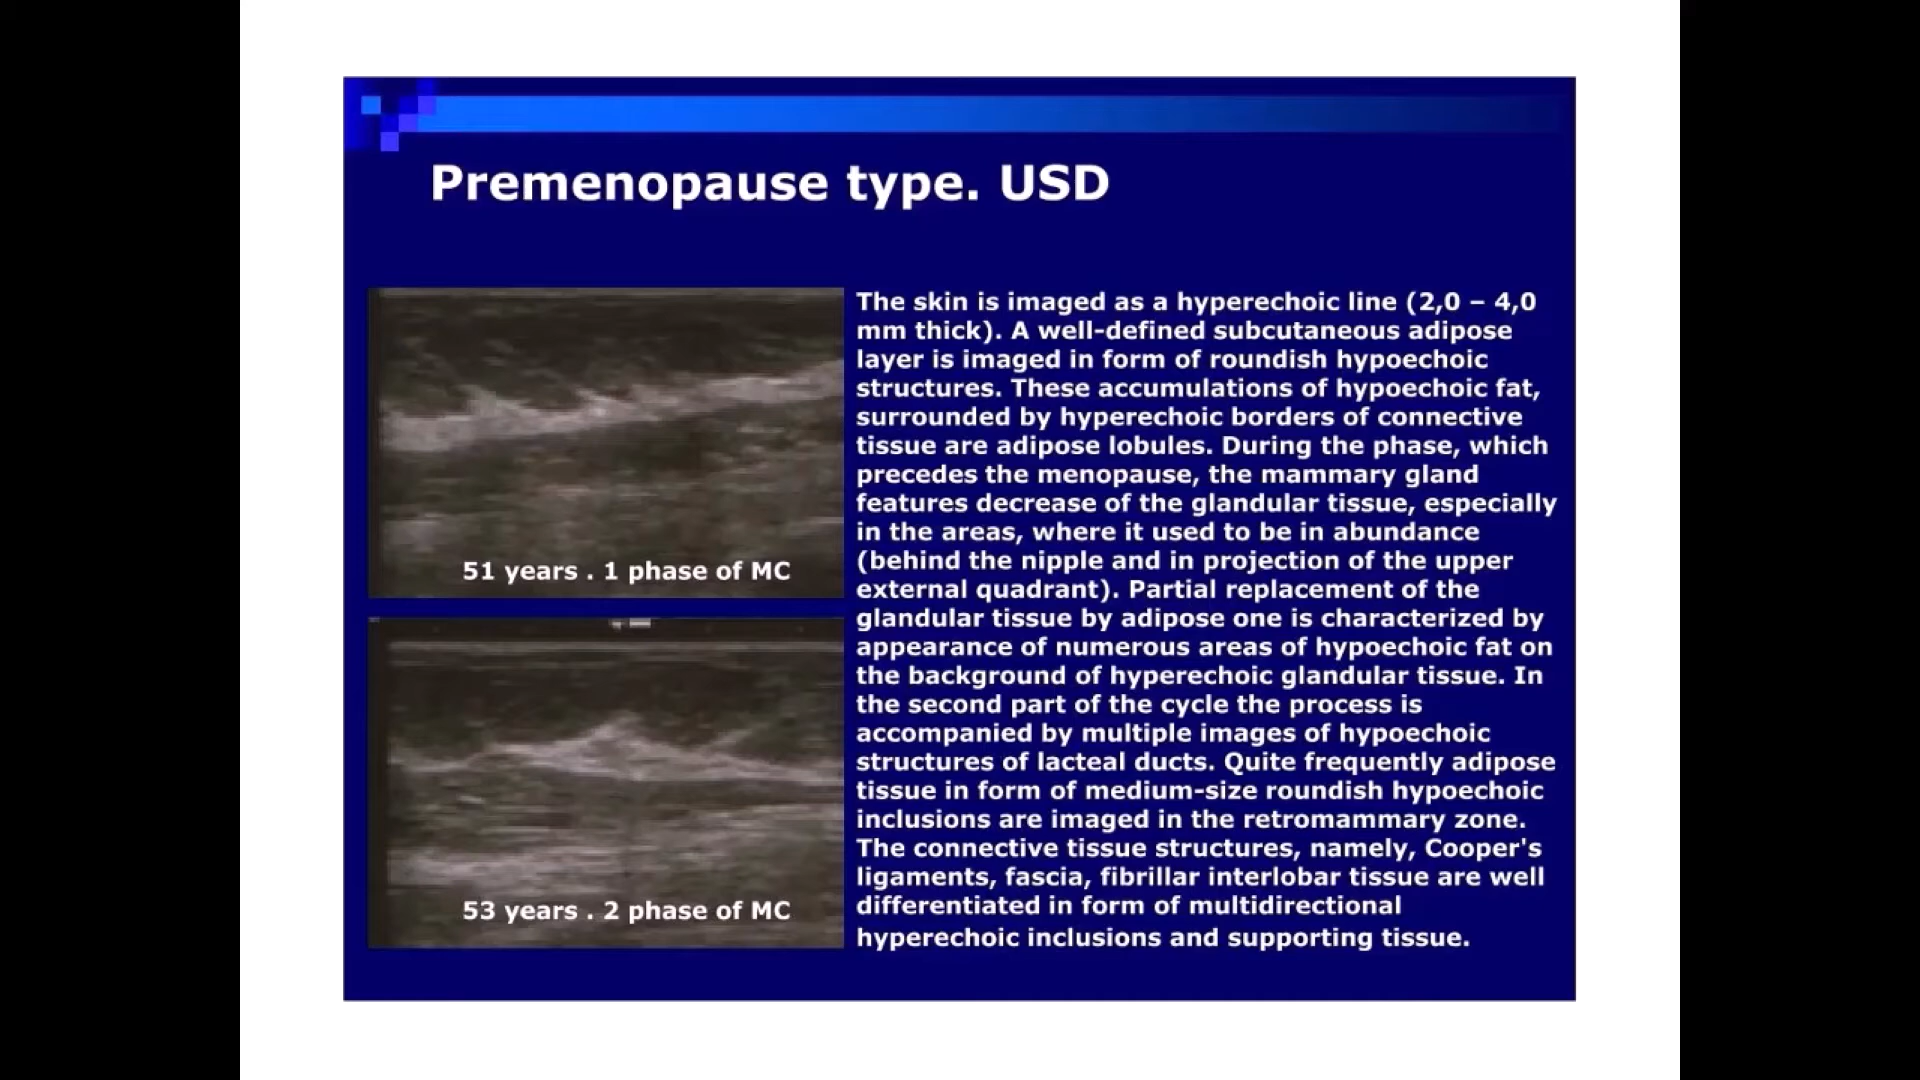 Premenopause type. USD
51 years . 1 phase of MC
53 years . 2 phase of MC
The skin is imaged as a hyperechoic line (2,0 – 4,0
mm thick). A well-defined subcutaneous adipose
layer is imaged in form of roundish hypoechoic
structures. These accumulations of hypoechoic fat,
surrounded by hyperechoic borders of connective
tissue are adipose lobules. During the phase, which
precedes the menopause, the mammary gland
features decrease of the glandular tissue, especially
in the areas, where it used to be in abundance
(behind the nipple and in projection of the upper
external quadrant). Partial replacement of the
glandular tissue by adipose one is characterized by
appearance of numerous areas of hypoechoic fat on
the background of hyperechoic glandular tissue. In
the second part of the cycle the process is
accompanied by multiple images of hypoechoic
structures of lacteal ducts. Quite frequently adipose
tissue in form of medium-size roundish hypoechoic
inclusions are imaged in the retromammary zone.
The connective tissue structures, namely, Cooper's
ligaments, fascia, fibrillar interlobar tissue are well
differentiated in form of multidirectional
hyperechoic inclusions and supporting tissue.